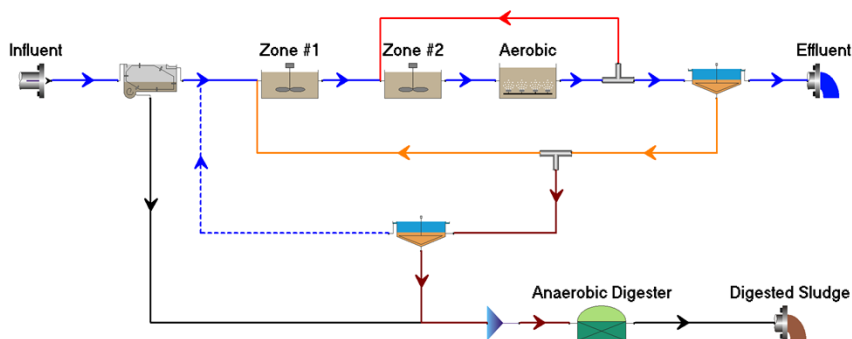 Influent
Zone #1
Zone #2
Aerobic
Effluent
Anaerobic Digester
Digested Sludge